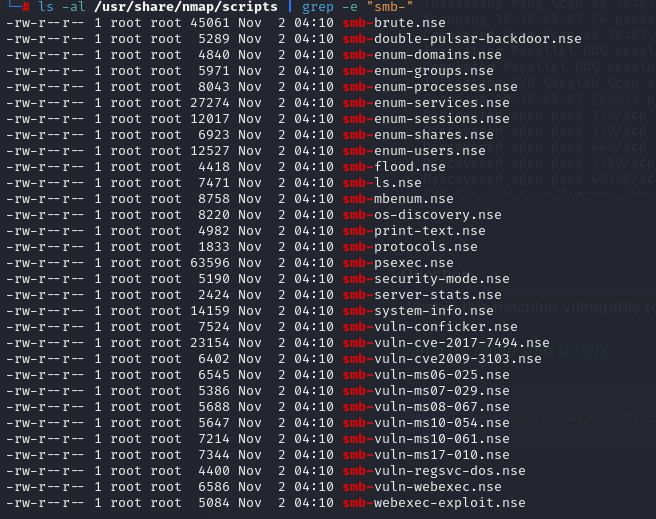 └─# ls -al /usr/share/nmap/scripts | grep -e "smb-"
-rw-r--r-- 1 root root 45061 Nov  2 04:10 smb-brute.nse
-rw-r--r-- 1 root root  5289 Nov  2 04:10 smb-double-pulsar-backdoor.nse
-rw-r--r-- 1 root root  4840 Nov  2 04:10 smb-enum-domains.nse
-rw-r--r-- 1 root root  5971 Nov  2 04:10 smb-enum-groups.nse
-rw-r--r-- 1 root root  8043 Nov  2 04:10 smb-enum-processes.nse
-rw-r--r-- 1 root root 27274 Nov  2 04:10 smb-enum-services.nse
-rw-r--r-- 1 root root 12017 Nov  2 04:10 smb-enum-sessions.nse
-rw-r--r-- 1 root root  6923 Nov  2 04:10 smb-enum-shares.nse
-rw-r--r-- 1 root root 12527 Nov  2 04:10 smb-enum-users.nse
-rw-r--r-- 1 root root  4418 Nov  2 04:10 smb-flood.nse
-rw-r--r-- 1 root root  7471 Nov  2 04:10 smb-ls.nse
-rw-r--r-- 1 root root  8758 Nov  2 04:10 smb-mbenum.nse
-rw-r--r-- 1 root root  8220 Nov  2 04:10 smb-os-discovery.nse
-rw-r--r-- 1 root root  4982 Nov  2 04:10 smb-print-text.nse
-rw-r--r-- 1 root root  1833 Nov  2 04:10 smb-protocols.nse
-rw-r--r-- 1 root root 63596 Nov  2 04:10 smb-psexec.nse
-rw-r--r-- 1 root root  5190 Nov  2 04:10 smb-security-mode.nse
-rw-r--r-- 1 root root  2424 Nov  2 04:10 smb-server-stats.nse
-rw-r--r-- 1 root root 14159 Nov  2 04:10 smb-system-info.nse
-rw-r--r-- 1 root root  7524 Nov  2 04:10 smb-vuln-conficker.nse
-rw-r--r-- 1 root root 23154 Nov  2 04:10 smb-vuln-cve-2017-7494.nse
-rw-r--r-- 1 root root  6402 Nov  2 04:10 smb-vuln-cve2009-3103.nse
-rw-r--r-- 1 root root  6545 Nov  2 04:10 smb-vuln-ms06-025.nse
-rw-r--r-- 1 root root  5386 Nov  2 04:10 smb-vuln-ms07-029.nse
-rw-r--r-- 1 root root  5688 Nov  2 04:10 smb-vuln-ms08-067.nse
-rw-r--r-- 1 root root  5647 Nov  2 04:10 smb-vuln-ms10-054.nse
-rw-r--r-- 1 root root  7214 Nov  2 04:10 smb-vuln-ms10-061.nse
-rw-r--r-- 1 root root  7344 Nov  2 04:10 smb-vuln-ms17-010.nse
-rw-r--r-- 1 root root  4400 Nov  2 04:10 smb-vuln-regsvc-dos.nse
-rw-r--r-- 1 root root  6586 Nov  2 04:10 smb-vuln-webexec.nse
-rw-r--r-- 1 root root  5084 Nov  2 04:10 smb-webexec-exploit.nse